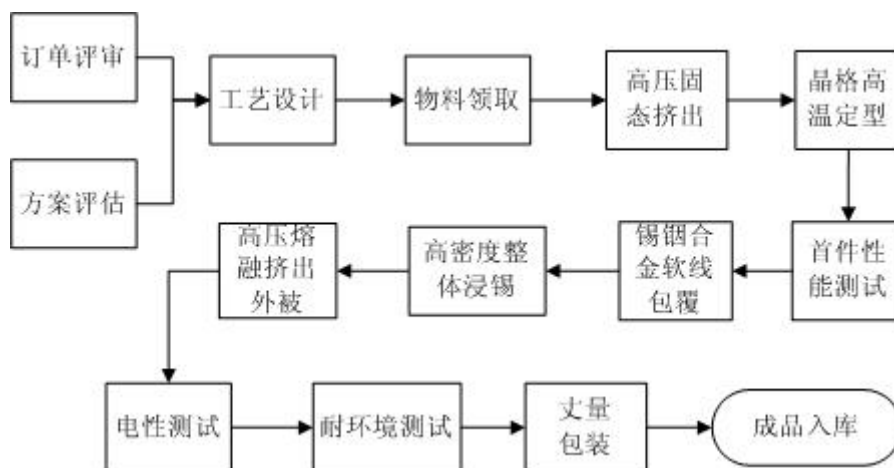 订单评审
方案评估
工艺设计
物料领取
高压固
态挤出
晶格高
温定型
首件性
能测试
锡铟合
金软线
包覆
高密度整
体浸锡
高压熔
融挤出
外被
电性测试
耐环境测试
丈量
包装
成品入库